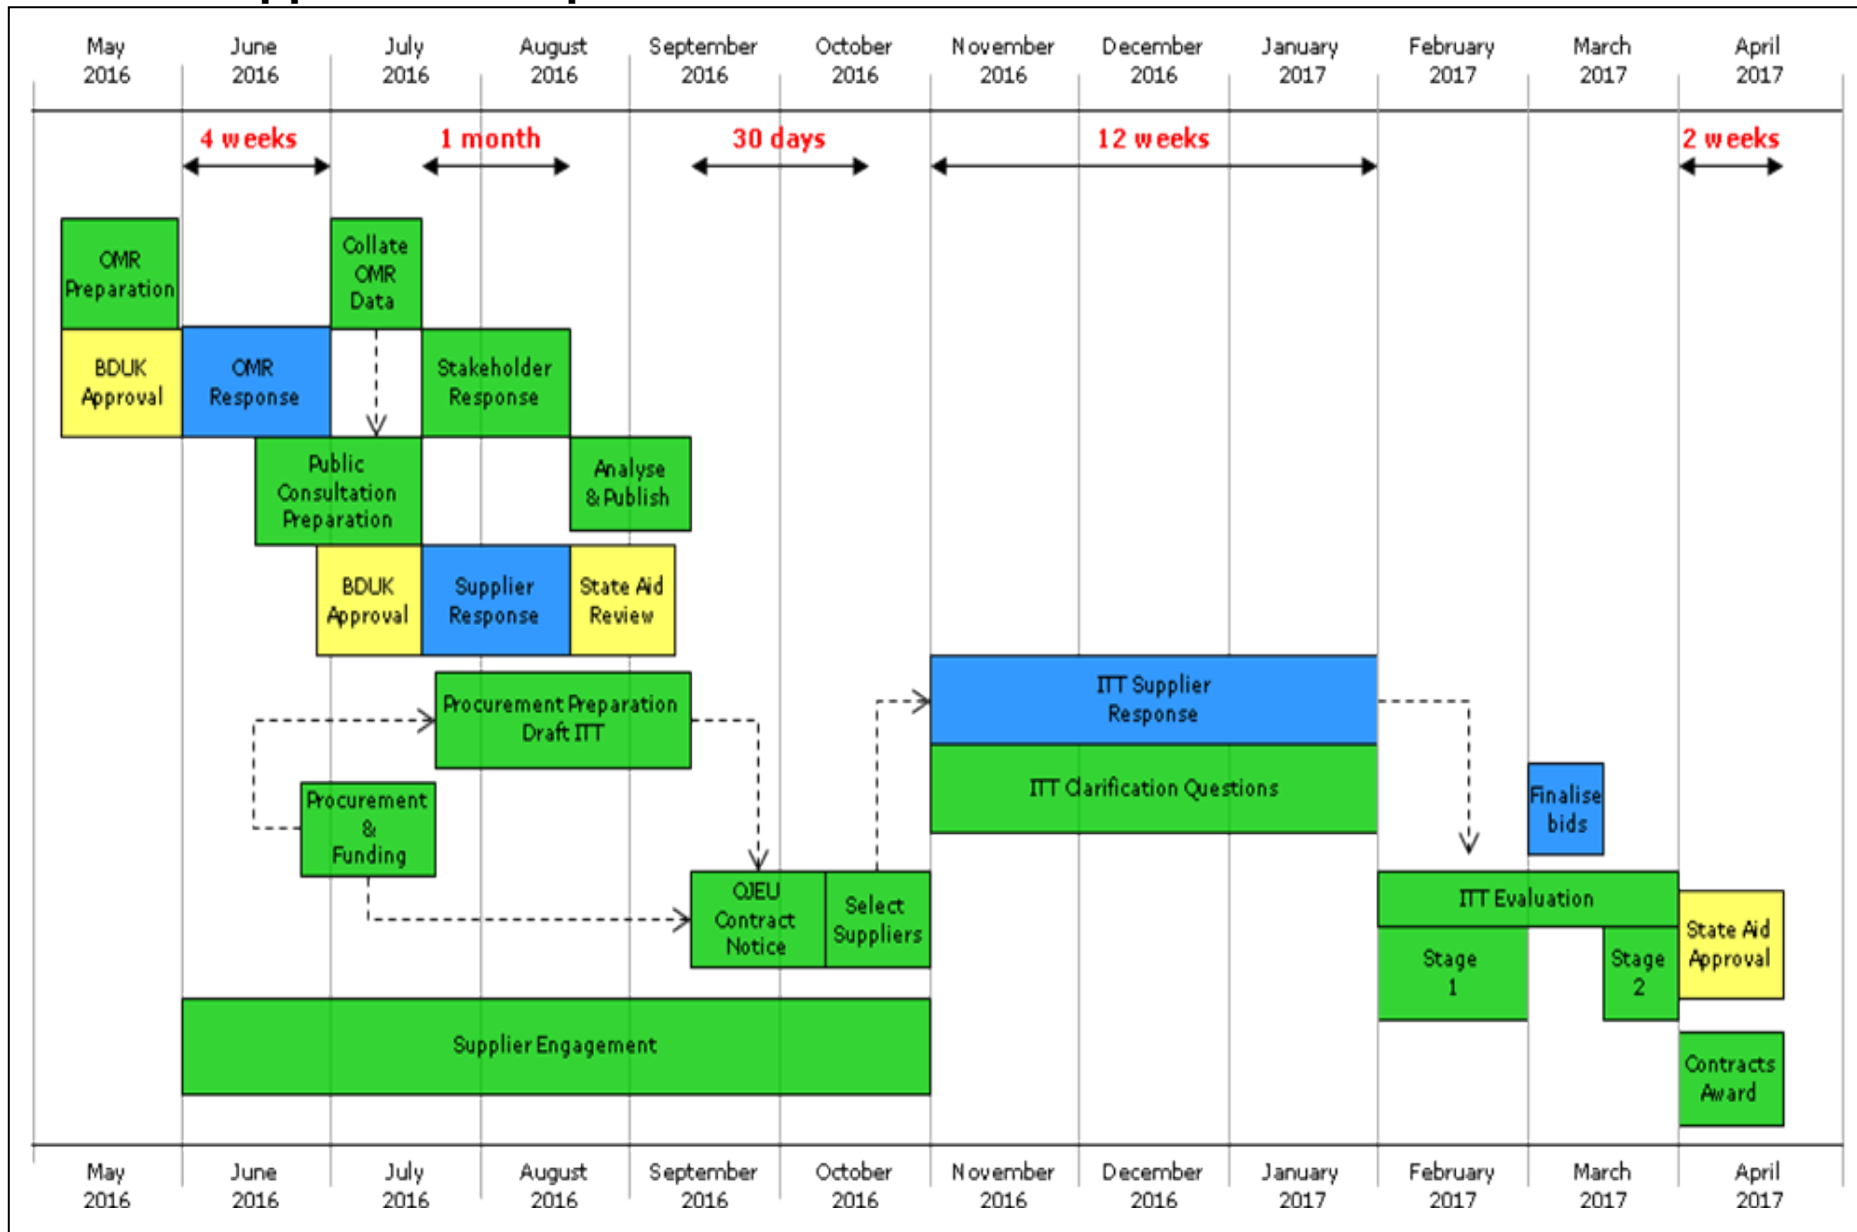 May June July August September October November December January February March April
2016 2016 2016 2016 2016 2016 2016 2016 2017 2017 2017 2017
4 weeks 1 month 30 days 12 weeks 2 weeks
OMR
Preparation
Collate
OMR
Data
BDUK
Approval
OMR
Response
Stakeholder
Response
Public
Consultation
Preparation
Analyse
& Publish
BDUK
Approval
Supplier
Response
State Aid
Review
Procurement Preparation
Draft ITT
ITT Supplier
Response
ITT Clarification Questions
Procurement
&
Funding
Finalise
bids
OJEU
Contract
Notice
Select
Suppliers
ITT Evaluation
Stage
1
Stage
2
State Aid
Approval
Supplier Engagement
Contracts
Award
May June July August September October November December January February March April
2016 2016 2016 2016 2016 2016 2016 2016 2017 2017 2017 2017